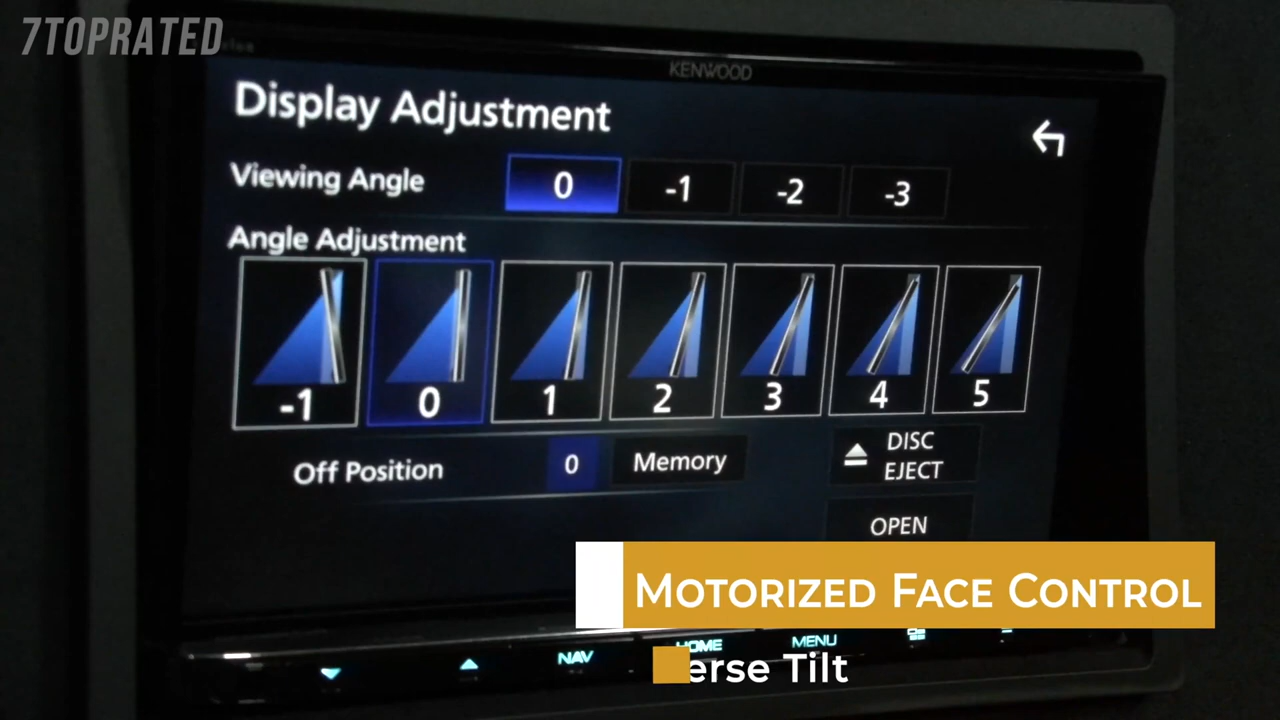 7TOPRATED
KENWOOD
Display Adjustment
Viewing Angle 0 -1 -2 -3
Angle Adjustment
-1 0 1 2 3 4 5
Off Position 0 Memory
DISC
EJECT
OPEN
MOTORIZED FACE CONTROL
NAV HOME MENU
erse Tilt